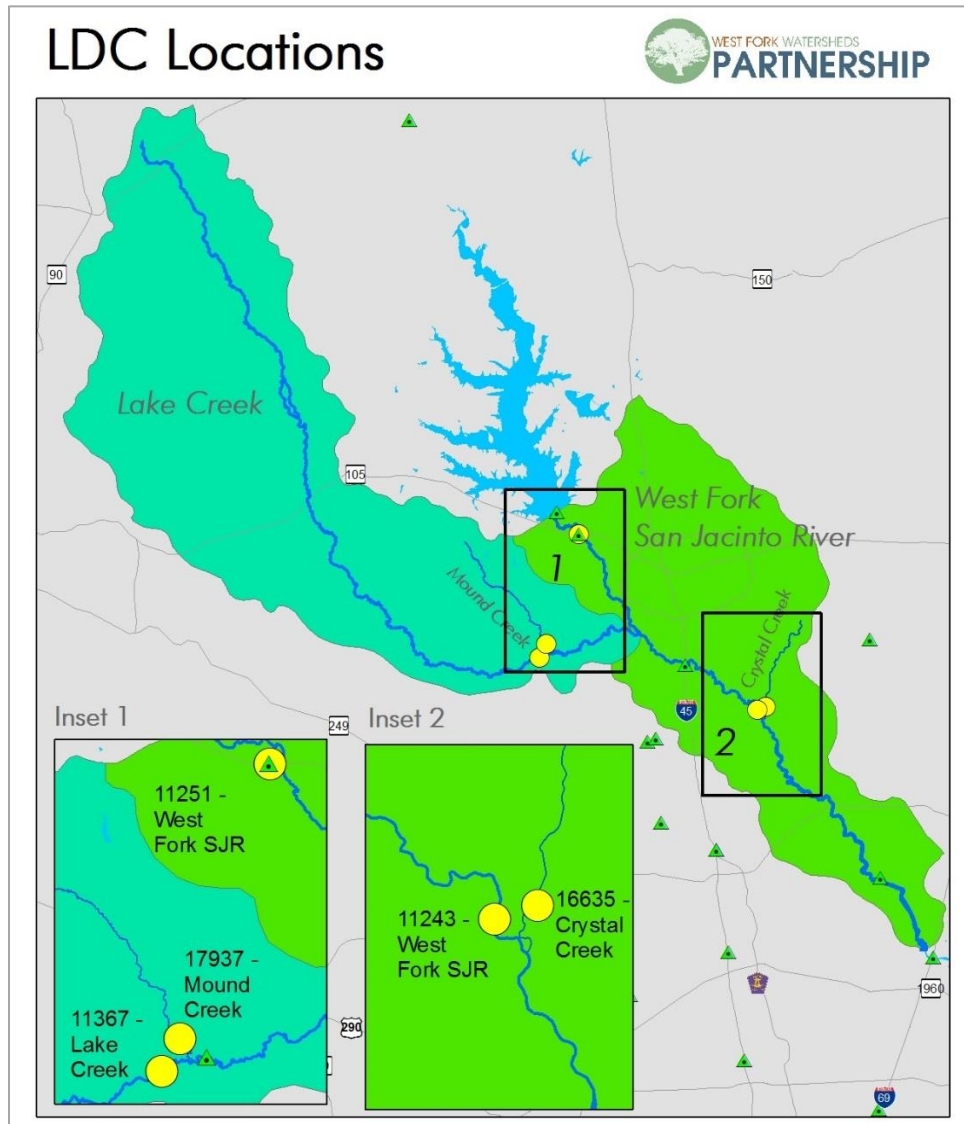 LDC Locations
WEST FORK WATERSHEDS
PARTNERSHIP
90
150
Lake Creek
105
West Fork
San Jacinto River
1
Mound Creek
Crystal Creek
45
2
249
Inset 1
Inset 2
11251 -
West
Fork SJR
17937 -
Mound
Creek
11367 -
Lake
Creek
11243 -
West
Fork SJR
16635 -
Crystal
Creek
290
1960
69